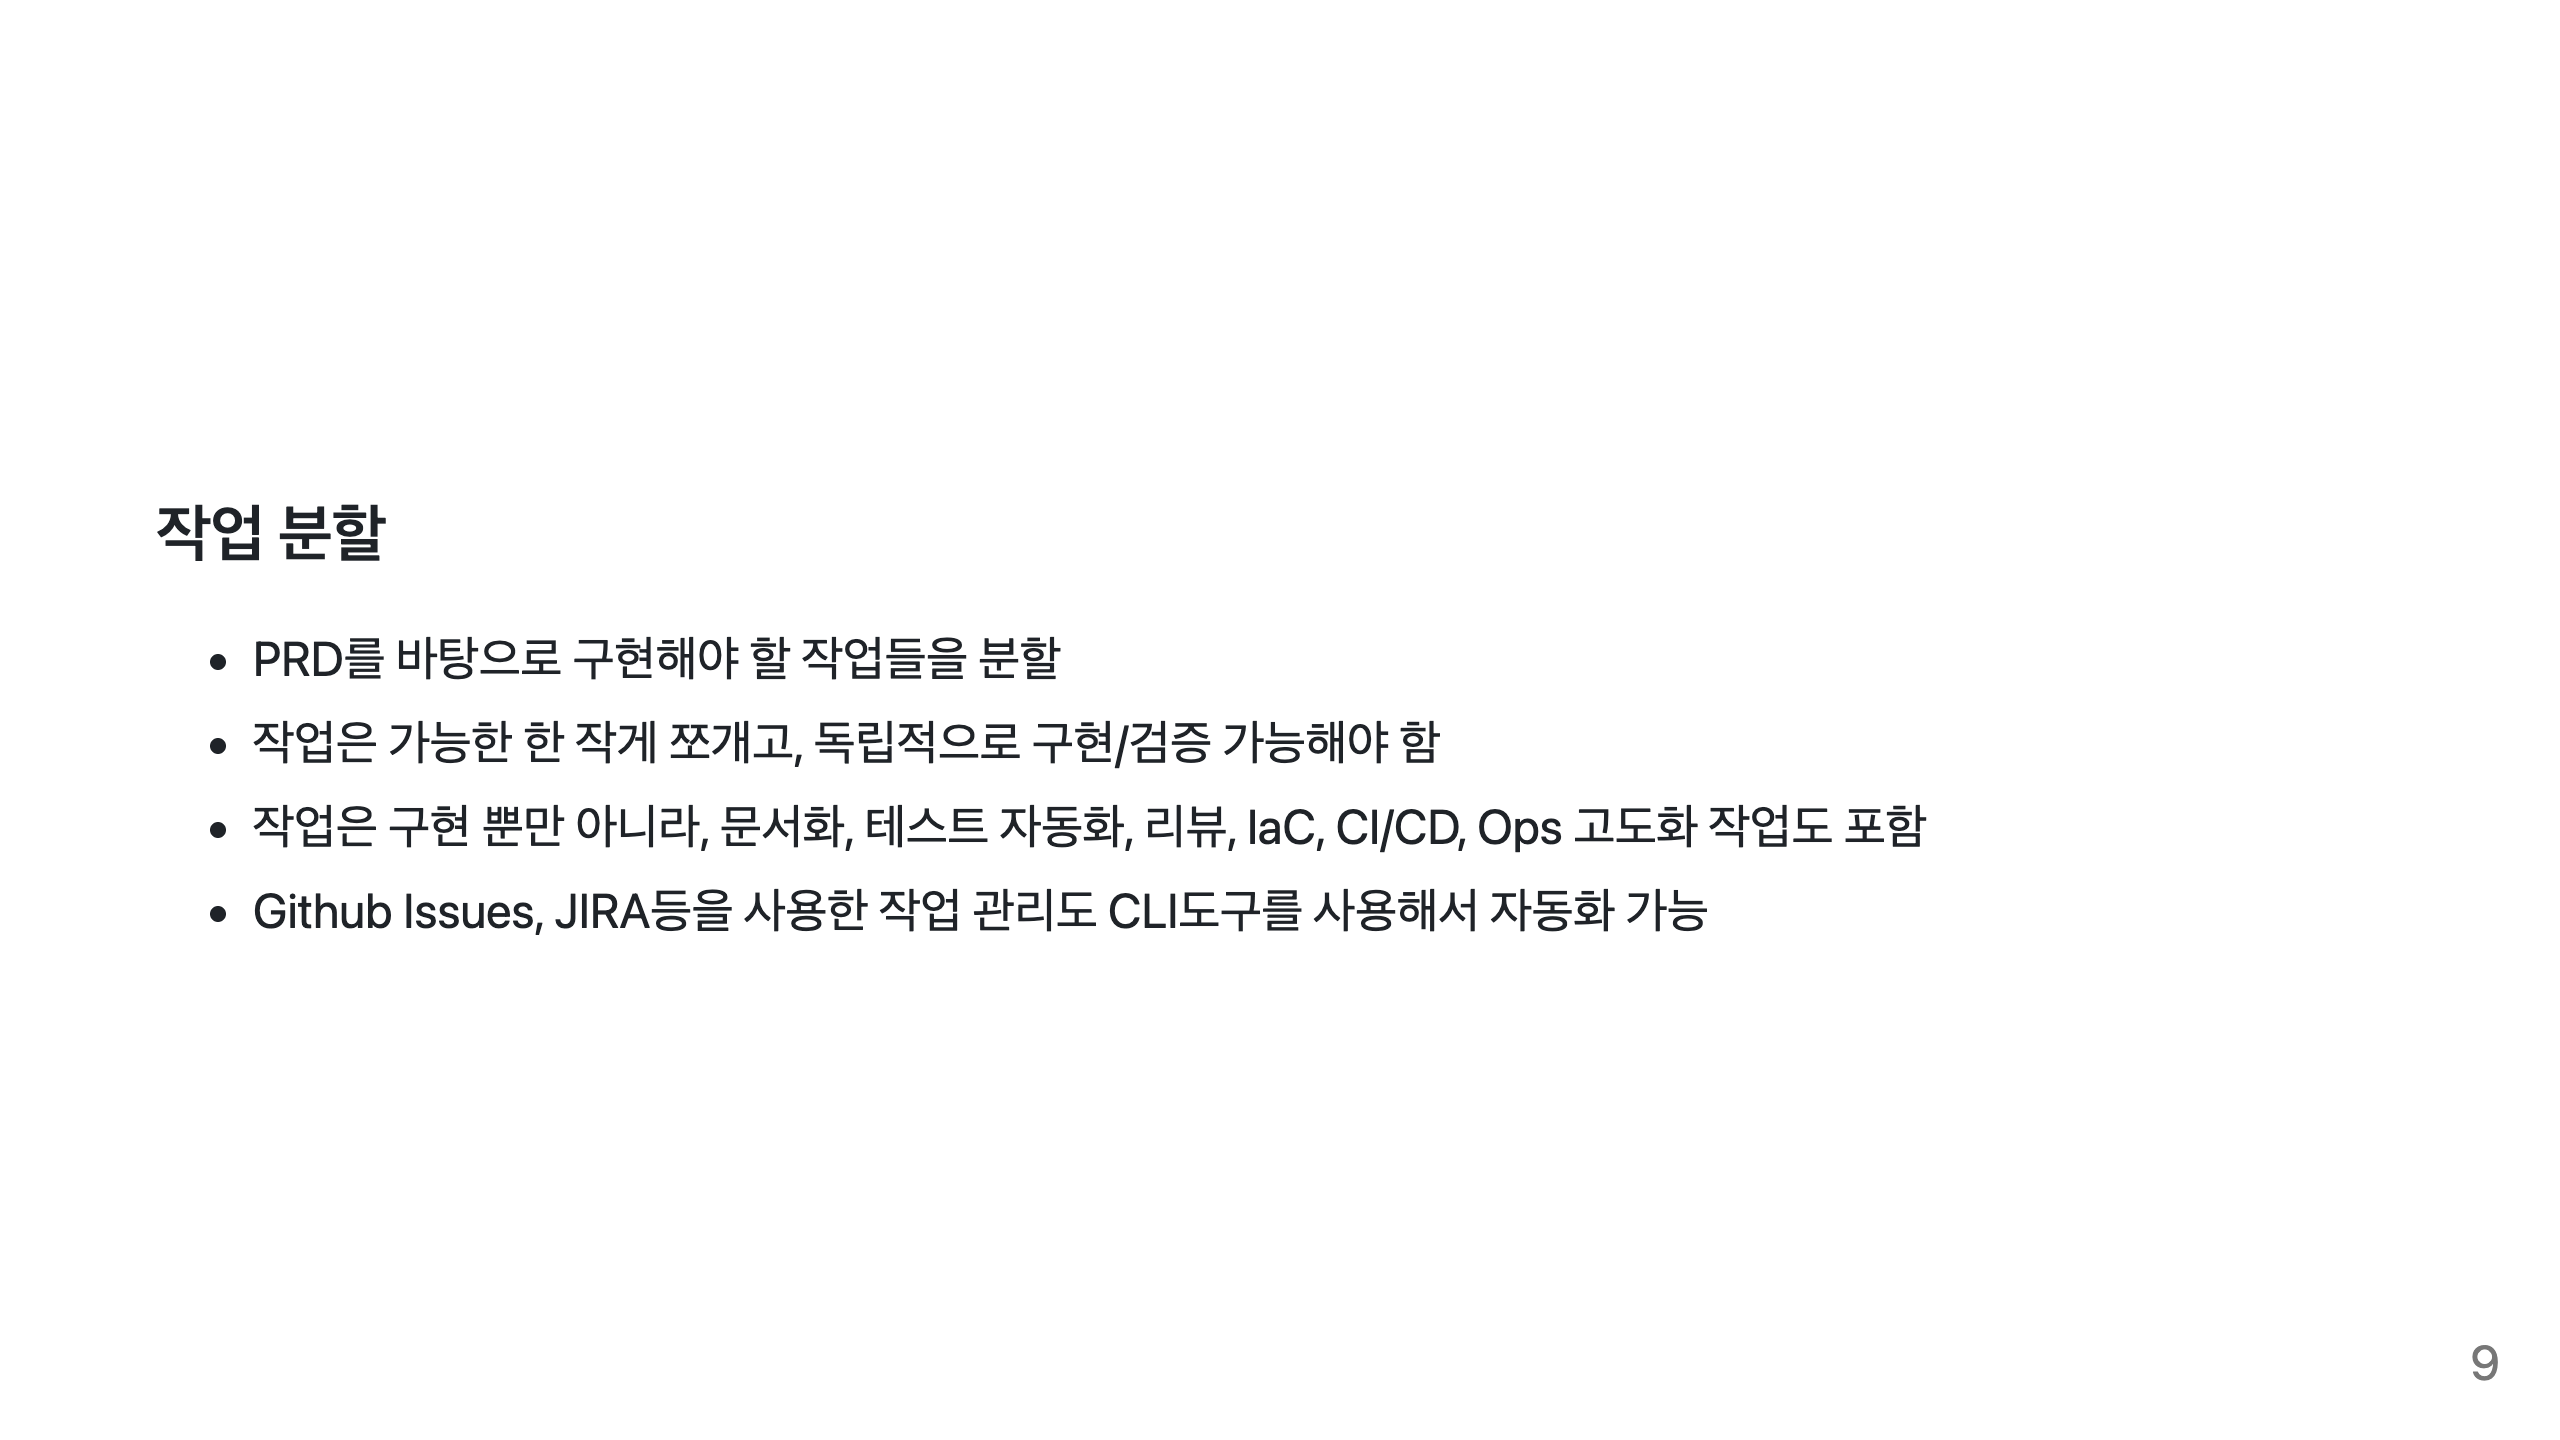 작업 분할
PRD를 바탕으로 구현해야 할 작업들을 분할
작업은 가능한 한 작게 쪼개고, 독립적으로 구현/검증 가능해야 함
작업은 구현 뿐만 아니라, 문서화, 테스트 자동화, 리뷰, IaC, CI/CD, Ops 고도화 작업도 포함
Github Issues, JIRA등을 사용한 작업 관리도 CLI도구를 사용해서 자동화 가능
9